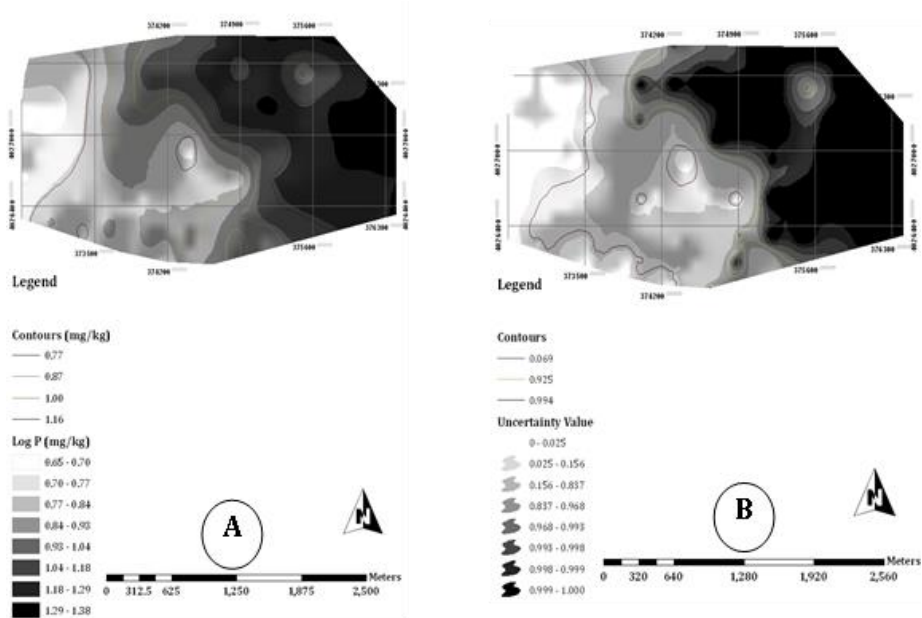 374200 374900 375600
374200 374900 375600
4027000
4026400
4027000
4026400
4027000
4026400
4027000
4026400
373500
374200
375600
376300
373500
374200
375600
376300
Legend
Contours (mg/kg)
0.77
0.87
1.00
1.16
Log P (mg/kg)
0.65 - 0.70
0.70 - 0.77
0.77 - 0.84
0.84 - 0.93
0.93 - 1.04
1.04 - 1.18
1.18 - 1.29
1.29 - 1.38
A
N
Meters
0 312.5 625 1,250 1,875 2,500
Legend
Contours
0.069
0.925
0.994
Uncertainty Value
0 - 0.025
0.025 - 0.156
0.156 - 0.837
0.837 - 0.968
0.968 - 0.993
0.993 - 0.998
0.998 - 0.999
0.999 - 1.000
B
N
Meters
0 320 640 1,280 1,920 2,560